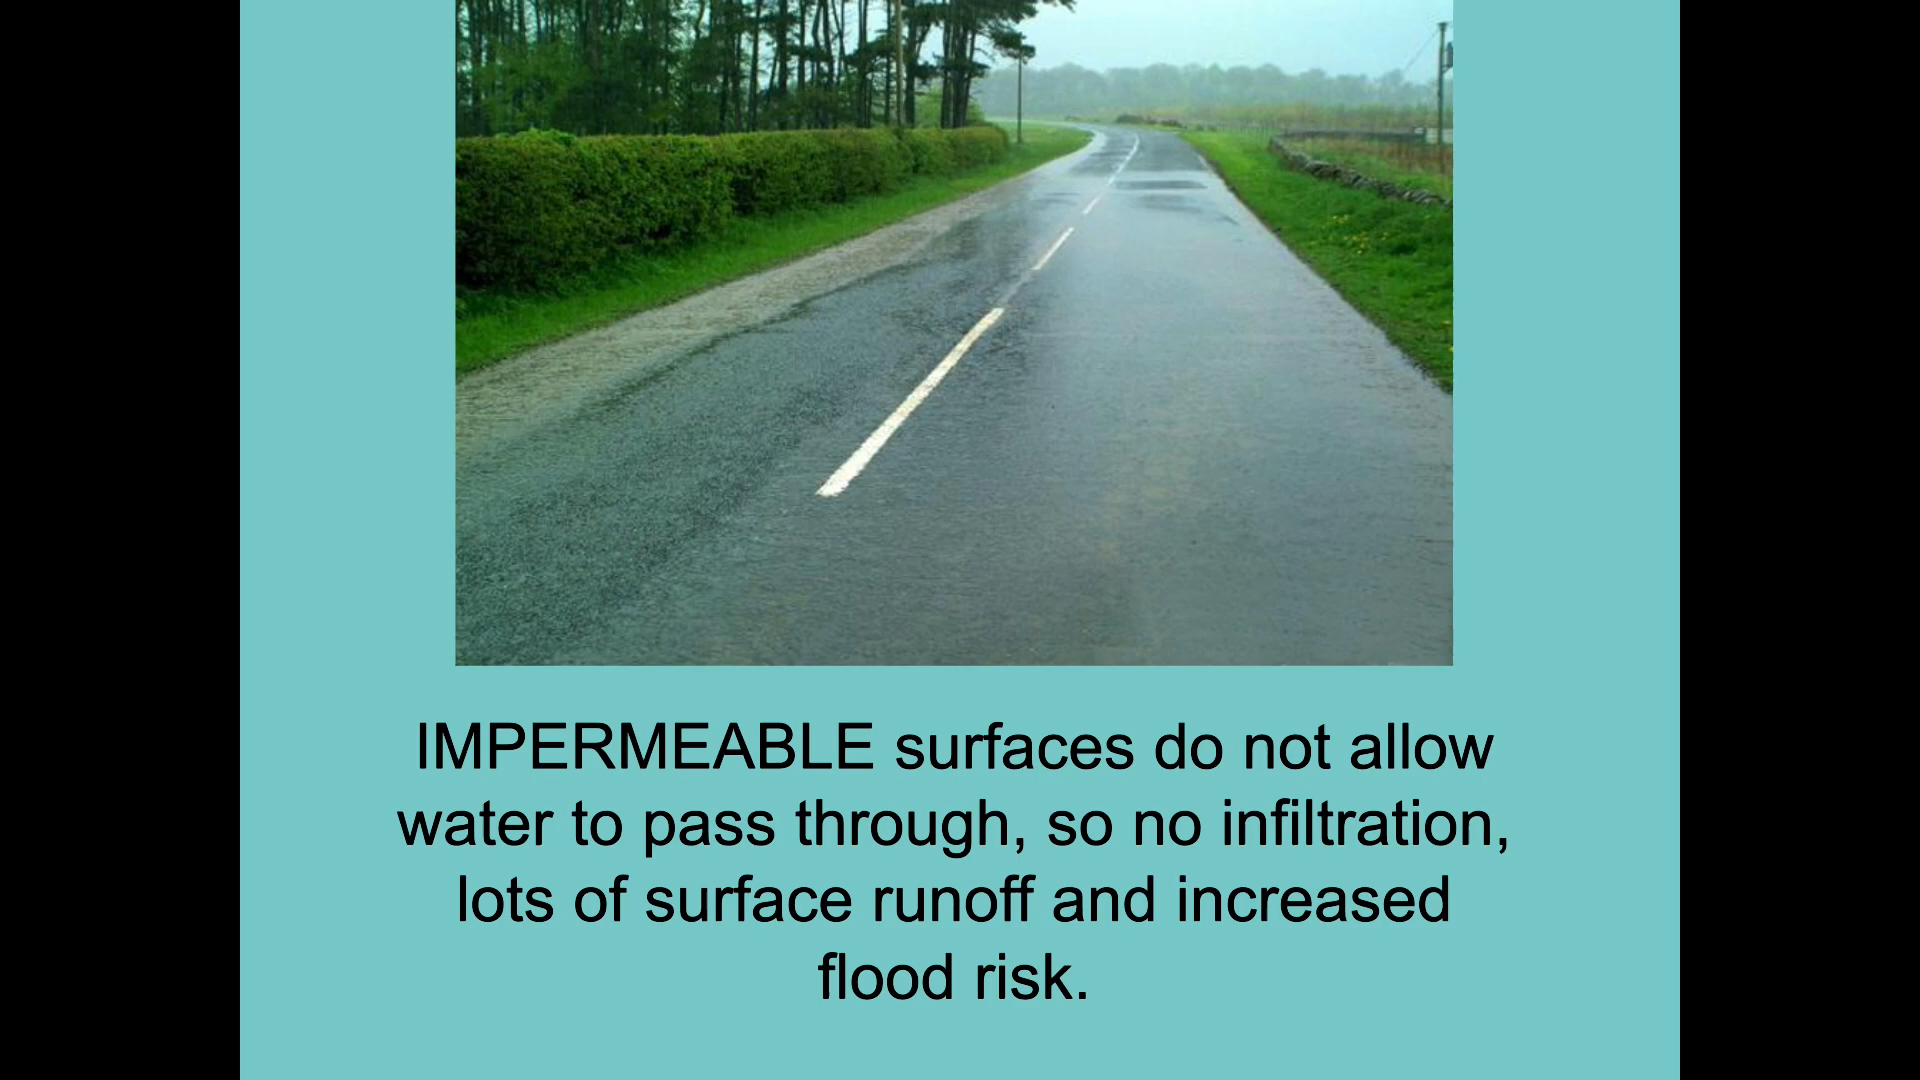 IMPERMEABLE surfaces do not allow
water to pass through, so no infiltration,
lots of surface runoff and increased
flood risk.